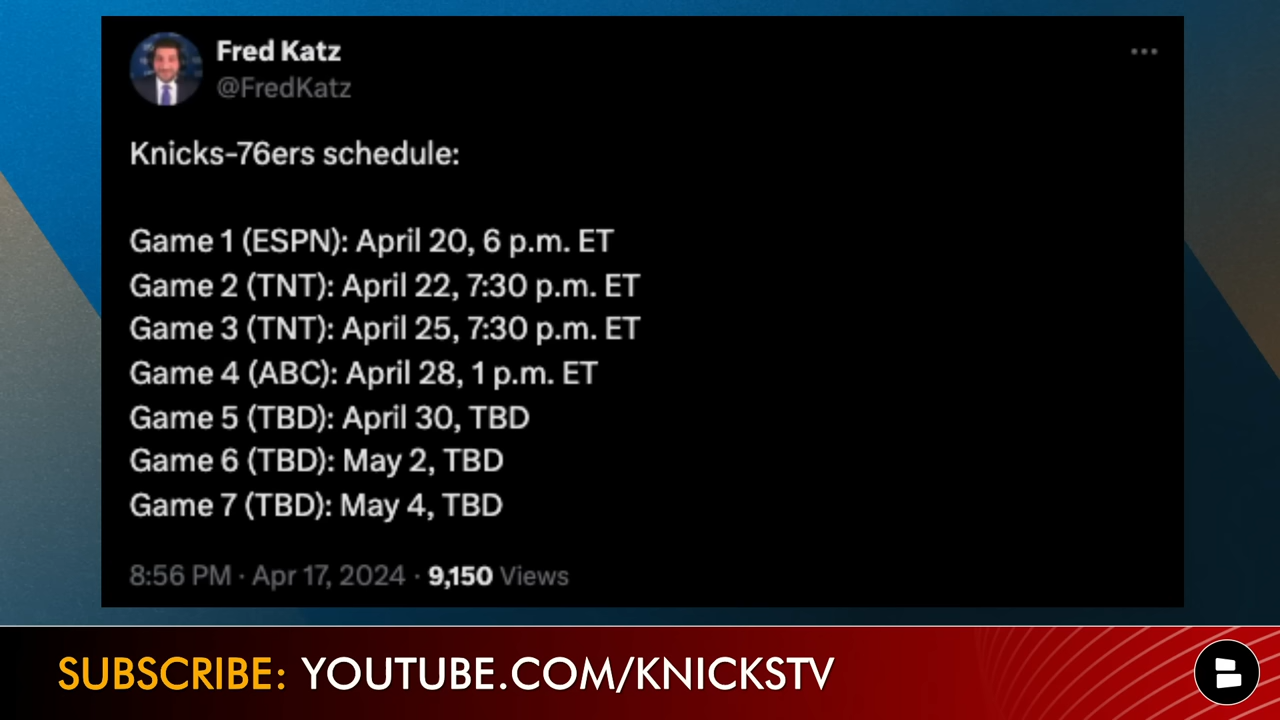 Fred Katz
@FredKatz
Knicks-76ers schedule:
Game 1 (ESPN): April 20, 6 p.m. ET
Game 2 (TNT): April 22, 7:30 p.m. ET
Game 3 (TNT): April 25, 7:30 p.m. ET
Game 4 (ABC): April 28, 1 p.m. ET
Game 5 (TBD): April 30, TBD
Game 6 (TBD): May 2, TBD
Game 7 (TBD): May 4, TBD
8:56 PM · Apr 17, 2024 · 9,150 Views
SUBSCRIBE: YOUTUBE.COM/KNICKSTV